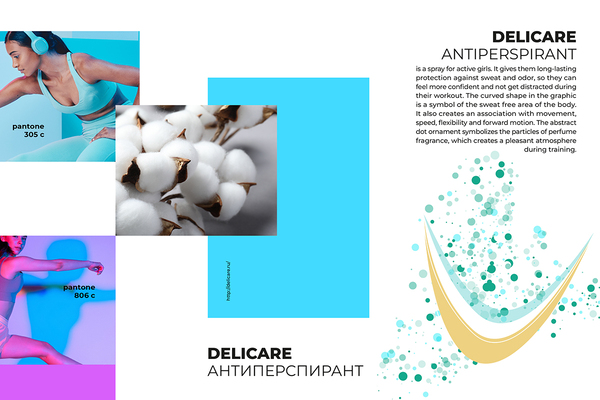 pantone
305 c
pantone
806 c
http://delicare.ru/
DELICARE
АНТИПЕРСПИРАНТ
DELICARE
ANTIPERSPIRANT
is a spray for active girls. It gives them long-lasting
protection against sweat and odor, so they can
feel more confident and not get distracted during
their workout. The curved shape in the graphic
is a symbol of the sweat free area of the body.
It also creates an association with movement,
speed, flexibility and forward motion. The abstract
dot ornament symbolizes the particles of perfume
fragrance, which creates a pleasant atmosphere
during training.